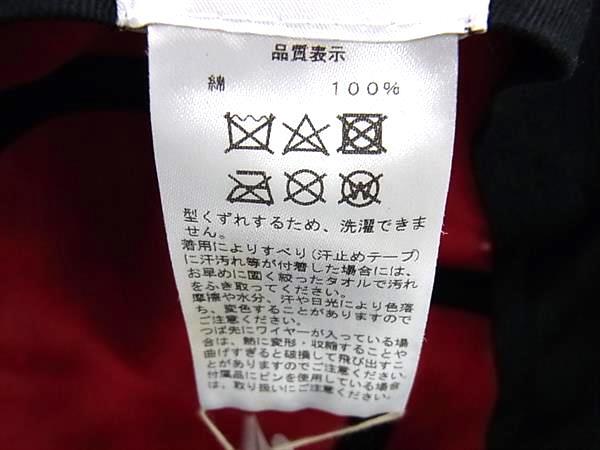 品質表示
綿 100%
型くずれするため、洗濯できま
せん。
着用によりすべり(汗止めテープ)
に汗汚れ等が付着した場合には、
お早めに固く絞ったタオルで汚れ
をふき取ってください。
摩擦や水分、汗や日光により色落
ち、変色することがありますので
ご注意ください。
つば先にワイヤーが入っている場
合は、熱に変形・収縮することや
曲げすぎると破損して飛び出すこ
とがありますのでご注意ください。
付属品にピンを使用している場合
は、取り扱いにご注意ください。